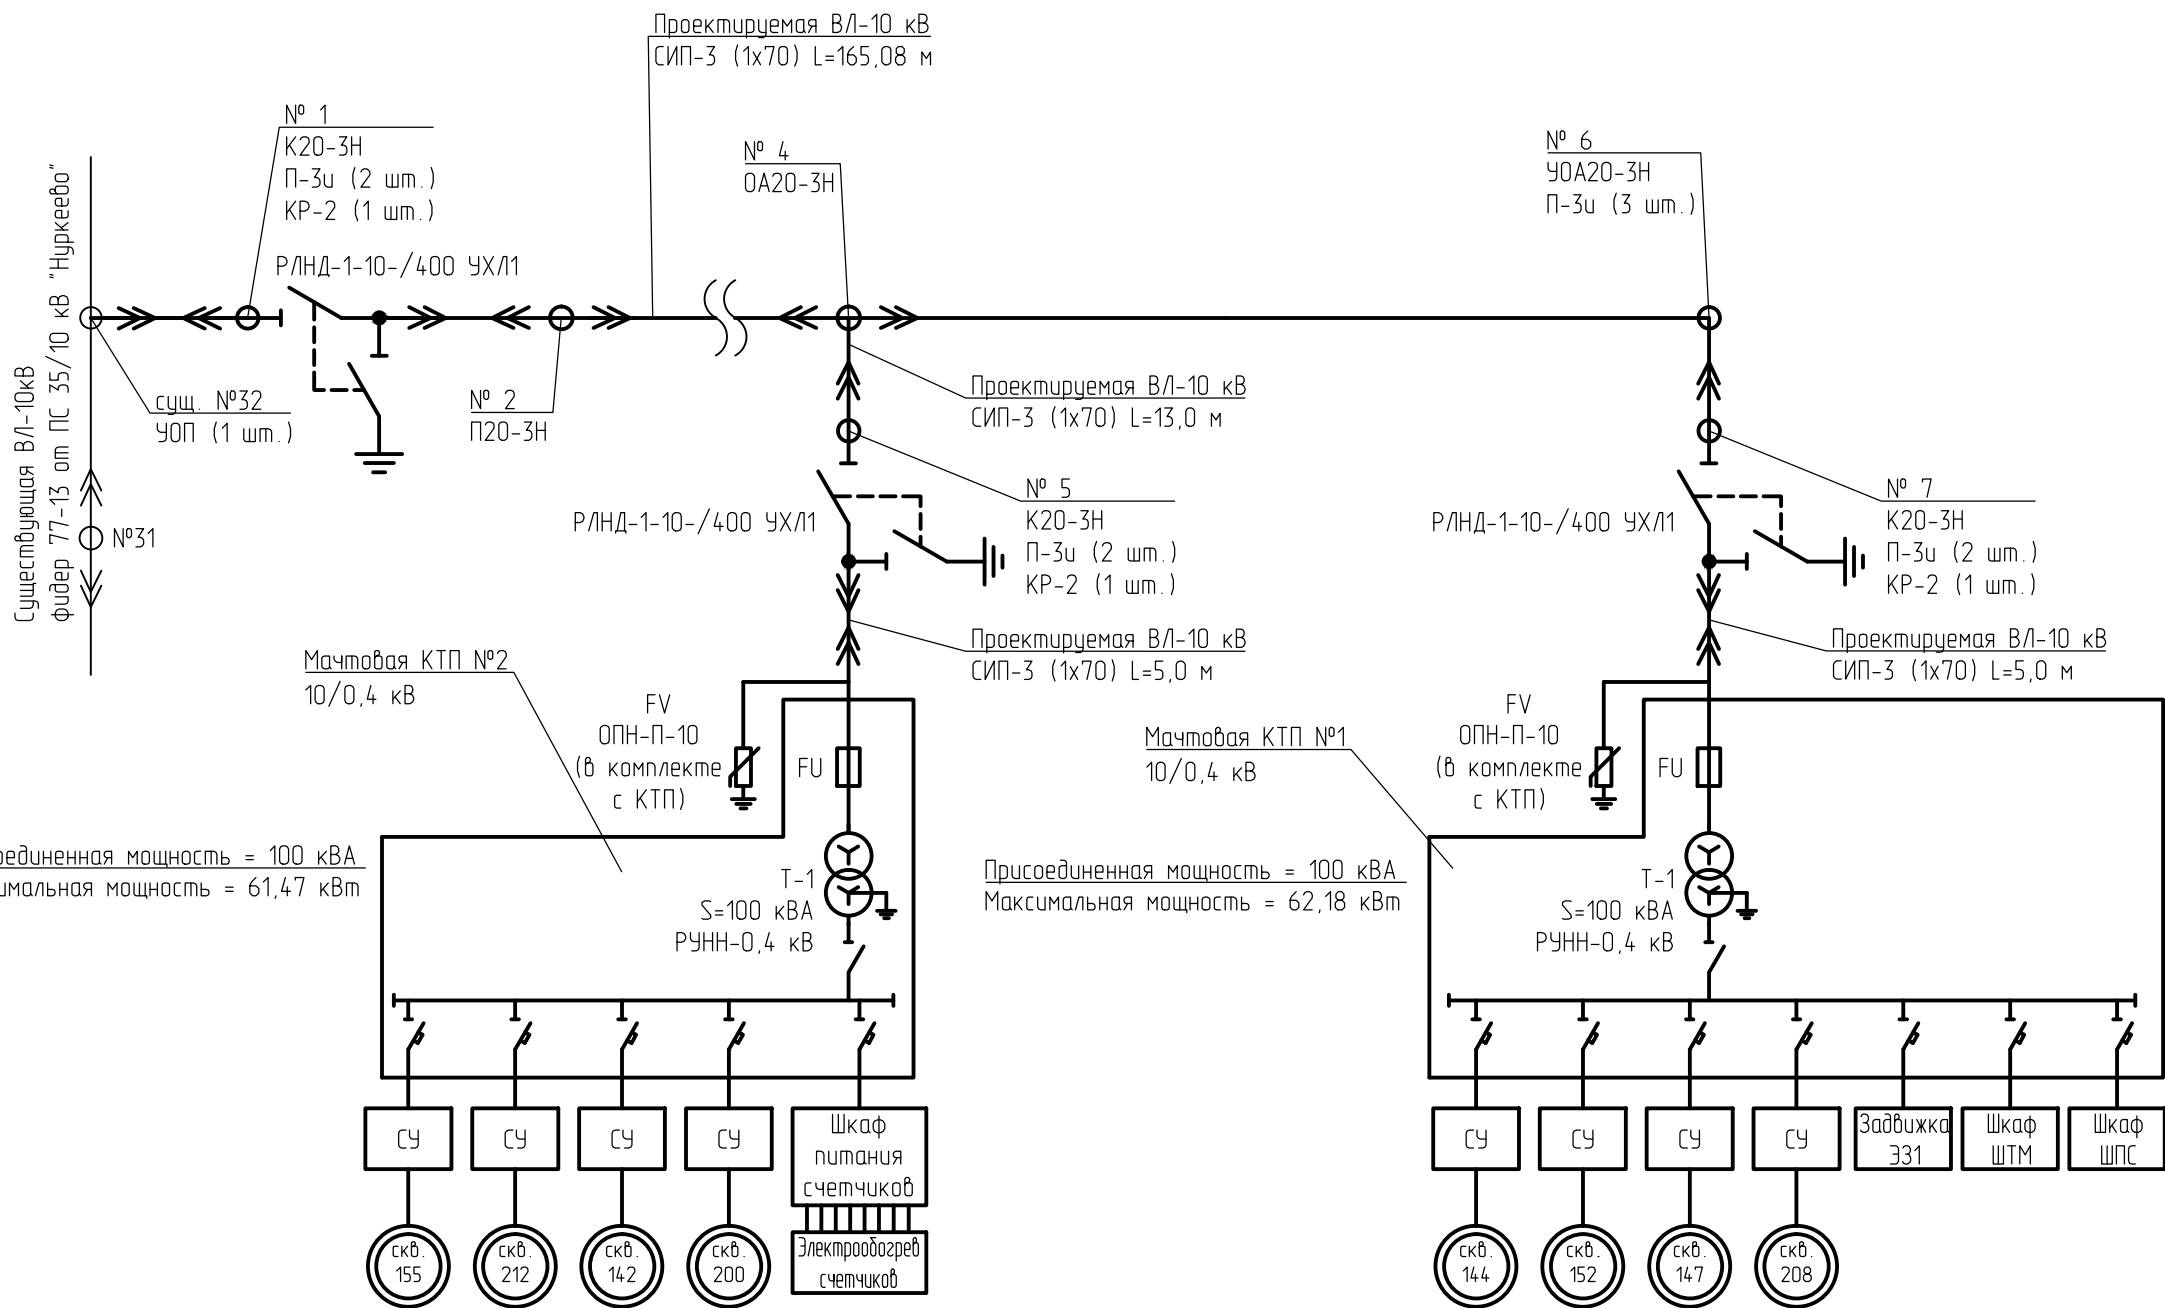 Проектируемая ВЛ-10 кВ
СИП-3 (1х70) L=165,08 м
№ 1
К20-3Н
П-3и (2 шт.)
КР-2 (1 шт.)
РЛНД-1-10-/400 УХЛ1
№ 4
ОА20-3Н
№ 6
УОА20-3Н
П-3и (3 шт.)
Существующая ВЛ-10кВ
фидер 77-13 от ПС 35/10 кВ "Нуркеево"
сущ. №32
УОП (1 шт.)
№31
№ 2
П20-3Н
Проектируемая ВЛ-10 кВ
СИП-3 (1х70) L=13,0 м
№ 5
К20-3Н
П-3и (2 шт.)
КР-2 (1 шт.)
РЛНД-1-10-/400 УХЛ1
№ 7
К20-3Н
П-3и (2 шт.)
КР-2 (1 шт.)
РЛНД-1-10-/400 УХЛ1
Проектируемая ВЛ-10 кВ
СИП-3 (1х70) L=5,0 м
Проектируемая ВЛ-10 кВ
СИП-3 (1х70) L=5,0 м
Мачтовая КТП №2
10/0,4 кВ
FV
ОПН-П-10
(в комплекте
с КТП)
FU
Мачтовая КТП №1
10/0,4 кВ
FV
ОПН-П-10
(в комплекте
с КТП)
FU
мощность = 100 кВА
мощность = 61,47 кВт
Т-1
S=100 кВА
РУНН-0,4 кВ
Присоединенная мощность = 100 кВА
Максимальная мощность = 62,18 кВт
Т-1
S=100 кВА
РУНН-0,4 кВ
СУ
СУ
СУ
СУ
Шкаф
питания
счетчиков
СУ
СУ
СУ
СУ
Задвижка
ЭЗ1
Шкаф
ШТМ
Шкаф
ШПС
скв.
155
скв.
212
скв.
142
скв.
200
Электрообогрев
счетчиков
скв.
144
скв.
152
скв.
147
скв.
208